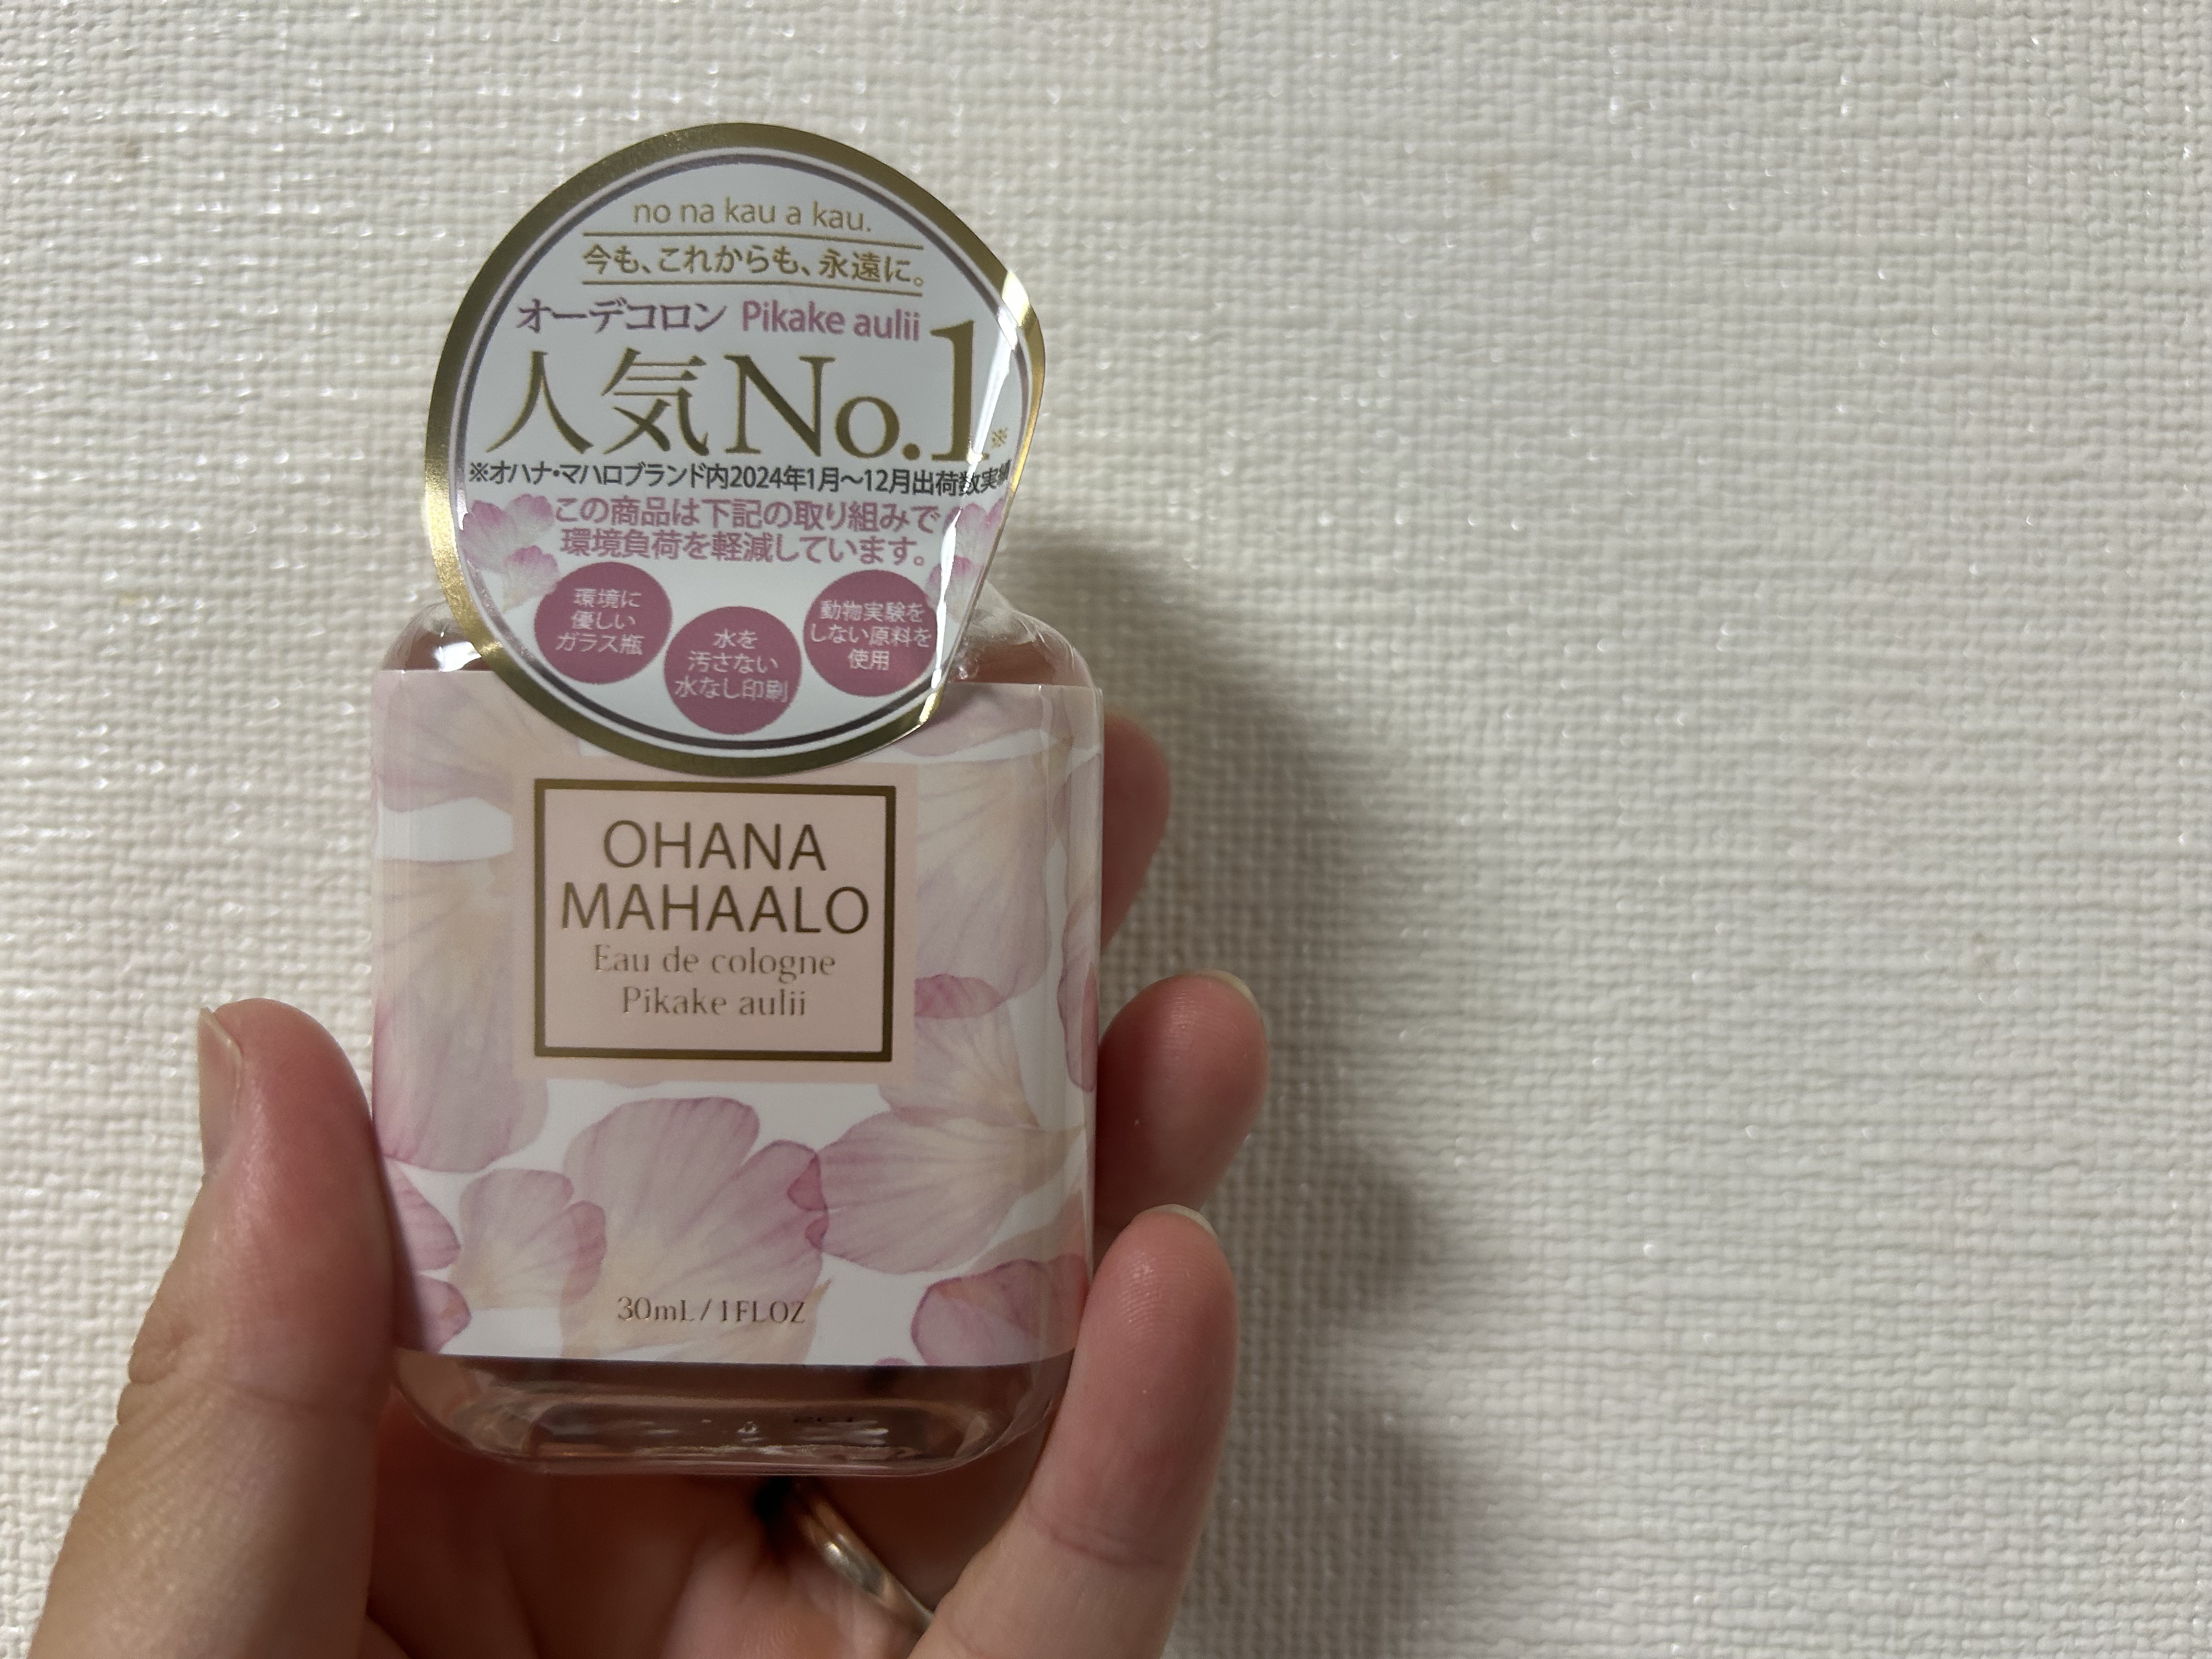 no na kau a kau.
今も、これからも、永遠に。
オーデコロン Pikake aulii
人気No.1※
※オハナ・マハロブランド内2024年1月〜12月出荷数実績
この商品は下記の取り組みで
環境負荷を軽減しています。
環境に
優しい
ガラス瓶
水を
汚さない
水なし印刷
動物実験を
しない原料を
使用
OHANA
MAHAALO
Eau de cologne
Pikake aulii
30mL / 1FLOZ